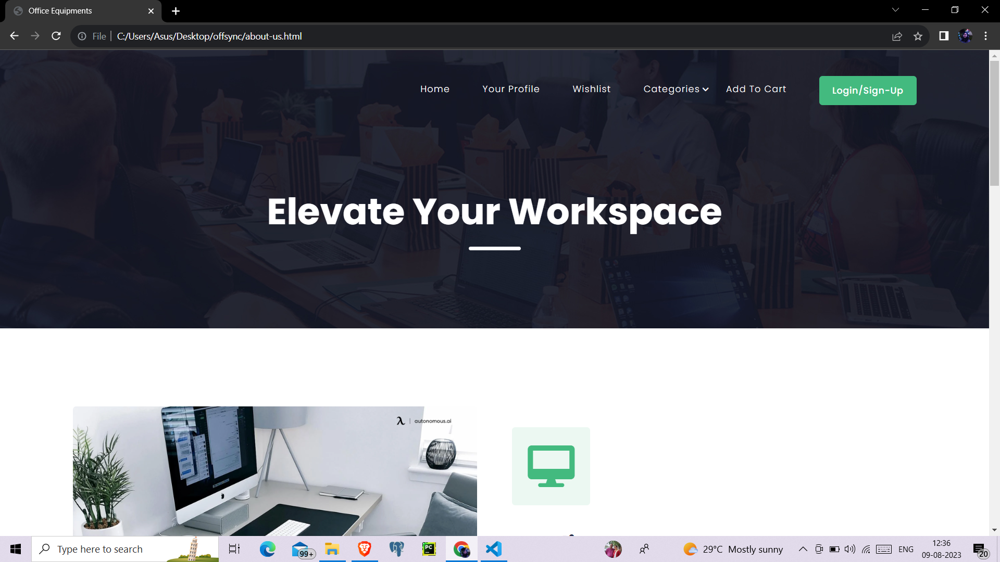 Office Equipments
File
C:/Users/Asus/Desktop/offsync/about-us.html
Home
Your Profile
Wishlist
Categories
Add To Cart
Login/Sign-Up
Elevate Your Workspace
λ | autonomous.ai
Type here to search
99+
PC
29°C Mostly sunny
ENG
12:36
09-08-2023
20